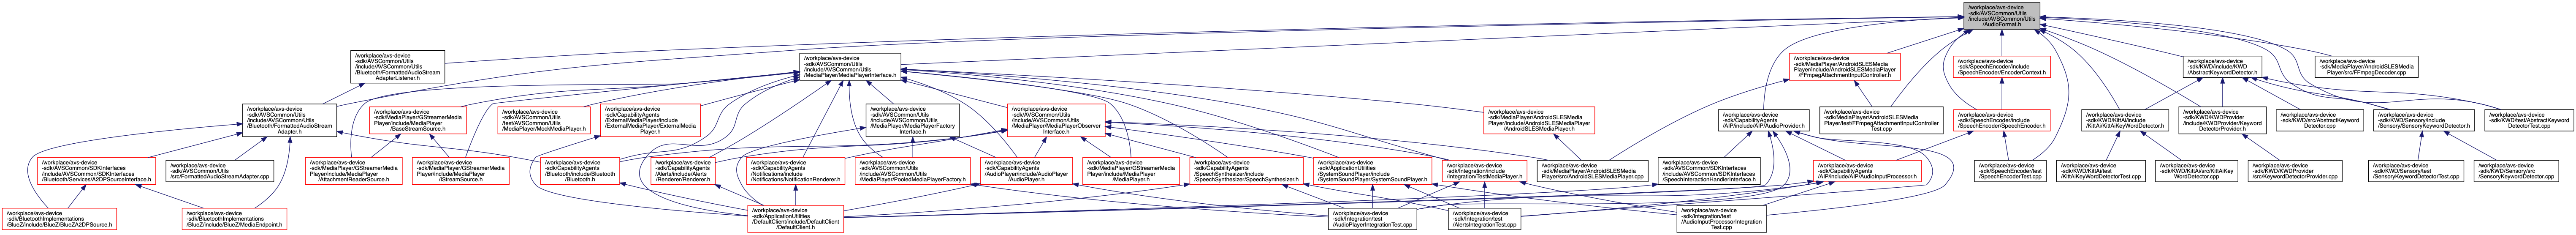 /workplace/avs-device
-sdk/AVSCommon/Utils
/include/AVSCommon/Utils
/AudioFormat.h
/workplace/avs-device
-sdk/AVSCommon/Utils
/include/AVSCommon/Utils
/Bluetooth/FormattedAudioStream
AdapterListener.h
/workplace/avs-device
-sdk/AVSCommon/Utils
/include/AVSCommon/Utils
/MediaPlayer/MediaPlayerInterface.h
/workplace/avs-device
-sdk/MediaPlayer/AndroidSLESMedia
Player/include/AndroidSLESMediaPlayer
/FFmpegAttachmentInputController.h
/workplace/avs-device
-sdk/SpeechEncoder/include
/SpeechEncoder/EncoderContext.h
/workplace/avs-device
-sdk/KWD/include/KWD
/AbstractKeywordDetector.h
/workplace/avs-device
-sdk/MediaPlayer/AndroidSLESMedia
Player/src/FFmpegDecoder.cpp
/workplace/avs-device
-sdk/AVSCommon/Utils
/include/AVSCommon/Utils
/Bluetooth/FormattedAudioStream
Adapter.h
/workplace/avs-device
-sdk/MediaPlayer/GStreamerMedia
Player/include/MediaPlayer
/BaseStreamSource.h
/workplace/avs-device
-sdk/AVSCommon/Utils
/test/AVSCommon/Utils
/MediaPlayer/MockMediaPlayer.h
/workplace/avs-device
-sdk/CapabilityAgents
/ExternalMediaPlayer/include
/ExternalMediaPlayer/ExternalMedia
Player.h
/workplace/avs-device
-sdk/AVSCommon/Utils
/include/AVSCommon/Utils
/MediaPlayer/MediaPlayerFactory
Interface.h
/workplace/avs-device
-sdk/AVSCommon/Utils
/include/AVSCommon/Utils
/MediaPlayer/MediaPlayerObserver
Interface.h
/workplace/avs-device
-sdk/MediaPlayer/AndroidSLESMedia
Player/include/AndroidSLESMediaPlayer
/AndroidSLESMediaPlayer.h
/workplace/avs-device
-sdk/CapabilityAgents
/AIP/include/AIP/AudioProvider.h
/workplace/avs-device
-sdk/MediaPlayer/AndroidSLESMedia
Player/test/FFmpegAttachmentInputController
Test.cpp
/workplace/avs-device
-sdk/SpeechEncoder/include
/SpeechEncoder/SpeechEncoder.h
/workplace/avs-device
-sdk/KWD/KittAi/include
/KittAi/KittAiKeyWordDetector.h
/workplace/avs-device
-sdk/KWD/KWDProvider
/include/KWDProvider/Keyword
DetectorProvider.h
/workplace/avs-device
-sdk/KWD/src/AbstractKeyword
Detector.cpp
/workplace/avs-device
-sdk/KWD/Sensory/include
/Sensory/SensoryKeywordDetector.h
/workplace/avs-device
-sdk/KWD/test/AbstractKeyword
DetectorTest.cpp
/workplace/avs-device
-sdk/AVSCommon/SDKInterfaces
/include/AVSCommon/SDKInterfaces
/Bluetooth/Services/A2DPSourceInterface.h
/workplace/avs-device
-sdk/AVSCommon/Utils
/src/FormattedAudioStreamAdapter.cpp
/workplace/avs-device
-sdk/MediaPlayer/GStreamerMedia
Player/include/MediaPlayer
/AttachmentReaderSource.h
/workplace/avs-device
-sdk/MediaPlayer/GStreamerMedia
Player/include/MediaPlayer
/IStreamSource.h
/workplace/avs-device
-sdk/CapabilityAgents
/Bluetooth/include/Bluetooth
/Bluetooth.h
/workplace/avs-device
-sdk/CapabilityAgents
/Alerts/include/Alerts
/Renderer/Renderer.h
/workplace/avs-device
-sdk/CapabilityAgents
/Notifications/include
/Notifications/NotificationRenderer.h
/workplace/avs-device
-sdk/AVSCommon/Utils
/include/AVSCommon/Utils
/MediaPlayer/PooledMediaPlayerFactory.h
/workplace/avs-device
-sdk/CapabilityAgents
/AudioPlayer/include/AudioPlayer
/AudioPlayer.h
/workplace/avs-device
-sdk/MediaPlayer/GStreamerMedia
Player/include/MediaPlayer
/MediaPlayer.h
/workplace/avs-device
-sdk/CapabilityAgents
/SpeechSynthesizer/include
/SpeechSynthesizer/SpeechSynthesizer.h
/workplace/avs-device
-sdk/ApplicationUtilities
/SystemSoundPlayer/include
/SystemSoundPlayer/SystemSoundPlayer.h
/workplace/avs-device
-sdk/Integration/include
/Integration/TestMediaPlayer.h
/workplace/avs-device
-sdk/MediaPlayer/AndroidSLESMedia
Player/src/AndroidSLESMediaPlayer.cpp
/workplace/avs-device
-sdk/AVSCommon/SDKInterfaces
/include/AVSCommon/SDKInterfaces
/SpeechInteractionHandlerInterface.h
/workplace/avs-device
-sdk/CapabilityAgents
/AIP/include/AIP/AudioInputProcessor.h
/workplace/avs-device
-sdk/SpeechEncoder/test
/SpeechEncoderTest.cpp
/workplace/avs-device
-sdk/KWD/KittAi/test
/KittAiKeyWordDetectorTest.cpp
/workplace/avs-device
-sdk/KWD/KittAi/src/KittAiKey
WordDetector.cpp
/workplace/avs-device
-sdk/KWD/KWDProvider
/src/KeywordDetectorProvider.cpp
/workplace/avs-device
-sdk/KWD/Sensory/test
/SensoryKeywordDetectorTest.cpp
/workplace/avs-device
-sdk/KWD/Sensory/src
/SensoryKeywordDetector.cpp
/workplace/avs-device
-sdk/BluetoothImplementations
/BlueZ/include/BlueZ/BlueZA2DPSource.h
/workplace/avs-device
-sdk/BluetoothImplementations
/BlueZ/include/BlueZ/MediaEndpoint.h
/workplace/avs-device
-sdk/ApplicationUtilities
/DefaultClient/include/DefaultClient
/DefaultClient.h
/workplace/avs-device
-sdk/Integration/test
/AudioPlayerIntegrationTest.cpp
/workplace/avs-device
-sdk/Integration/test
/AlertsIntegrationTest.cpp
/workplace/avs-device
-sdk/Integration/test
/AudioInputProcessorIntegration
Test.cpp